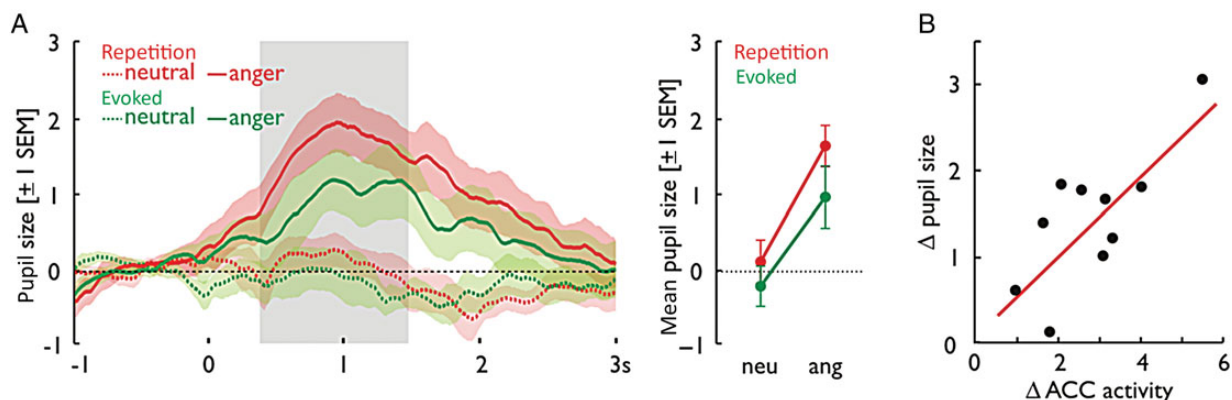 A
Pupil size [± 1 SEM]
3
2
1
0
-1
Repetition
neutral anger
Evoked
neutral anger
-1 0 1 2 3s
Mean pupil size [± 1 SEM]
3
2
1
0
-1
Repetition
Evoked
neu ang
B
Δ pupil size
3
2
1
0
0 2 4 6
Δ ACC activity